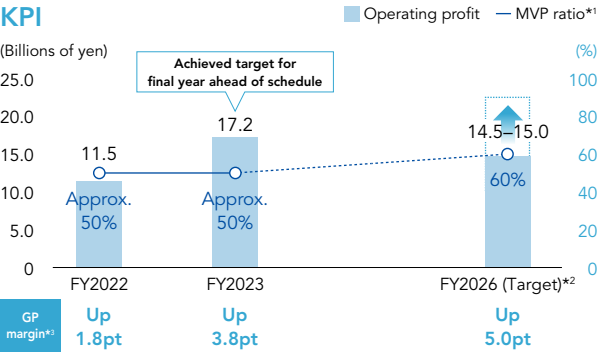 KPI
Operating profit
MVP ratio*1
(Billions of yen)
(%)
Achieved target for
final year ahead of schedule
25.0
20.0
15.0
10.0
5.0
0
100
80
60
40
20
0
11.5
17.2
14.5–15.0
Approx.
50%
Approx.
50%
60%
FY2022
FY2023
FY2026 (Target)*2
GP
margin*3
Up
1.8pt
Up
3.8pt
Up
5.0pt